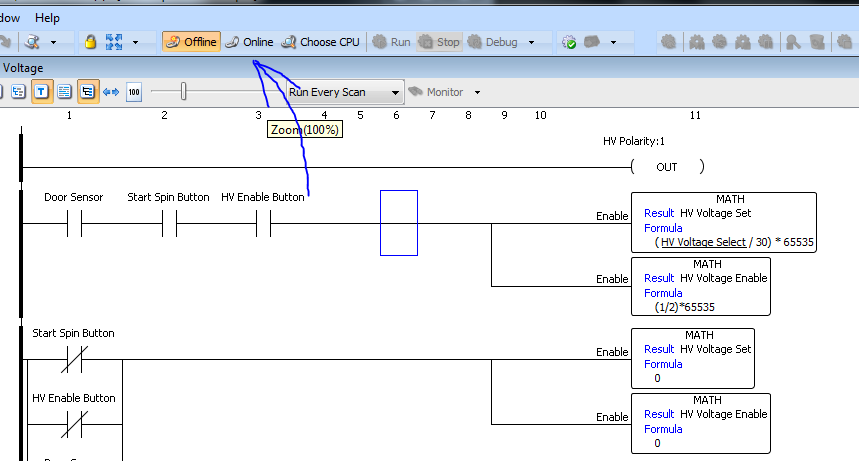 dow Help
Offline Online Choose CPU Run Stop Debug
Voltage
T 100 Run Every Scan Monitor
1 2 3 4 5 6 7 8 9 10 11
Zoom(100%)
HV Polarity:1
OUT
Door Sensor Start Spin Button HV Enable Button
MATH
Enable Result HV Voltage Set
Formula
( HV Voltage Select / 30) * 65535
MATH
Enable Result HV Voltage Enable
Formula
(1/2)*65535
Start Spin Button
MATH
Enable Result HV Voltage Set
Formula
0
HV Enable Button
MATH
Enable Result HV Voltage Enable
Formula
0